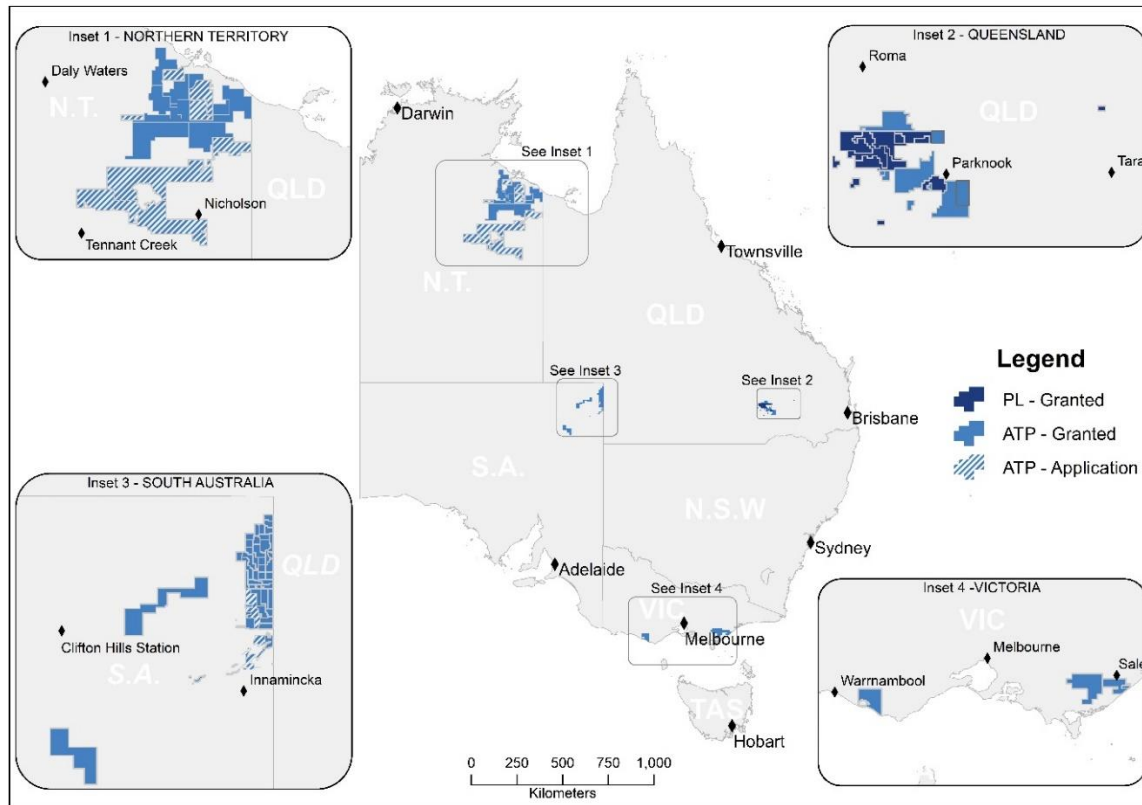 Inset 1 - NORTHERN TERRITORY
Daly Waters
N.T.
QLD
Nicholson
Tennant Creek
Inset 2 - QUEENSLAND
Roma
QLD
Parknook
Tara
Darwin
See Inset 1
Townsville
N.T.
QLD
See Inset 3
See Inset 2
Brisbane
S.A.
N.S.W
Sydney
Adelaide
See Inset 4
VIC
Melbourne
TAS
Hobart
Legend
PL - Granted
ATP - Granted
ATP - Application
Inset 3 - SOUTH AUSTRALIA
QLD
Clifton Hills Station
S.A.
Innamincka
Inset 4 -VICTORIA
VIC
Melbourne
Sale
Warrnambool
0 250 500 750 1,000
Kilometers